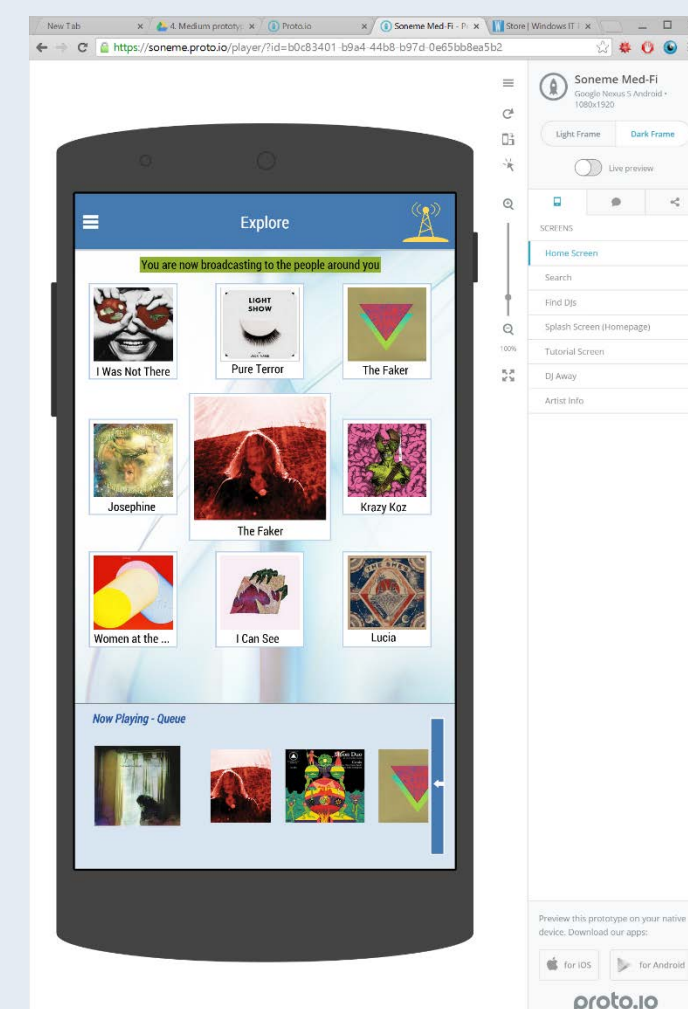 New Tab
4. Medium prototyp
Proto.io
Soneme Med-Fi - P
Store | Windows IT
https://soneme.proto.io/player/?id=b0c83401-b9a4-44b8-b97d-0e65bb8ea5b2
Soneme Med-Fi
Google Nexus 5 Android •
1080x1920
Light Frame
Dark Frame
Live preview
SCREENS
Home Screen
Search
Find DJs
Splash Screen (Homepage)
Tutorial Screen
DJ Away
Artist Info
100%
Explore
You are now broadcasting to the people around you
LIGHT
SHOW
I Was Not There
Pure Terror
The Faker
Josephine
The Faker
Krazy Koz
Women at the ...
I Can See
Lucia
Now Playing - Queue
Preview this prototype on your native
device. Download our apps:
for iOS
for Android
proto.io